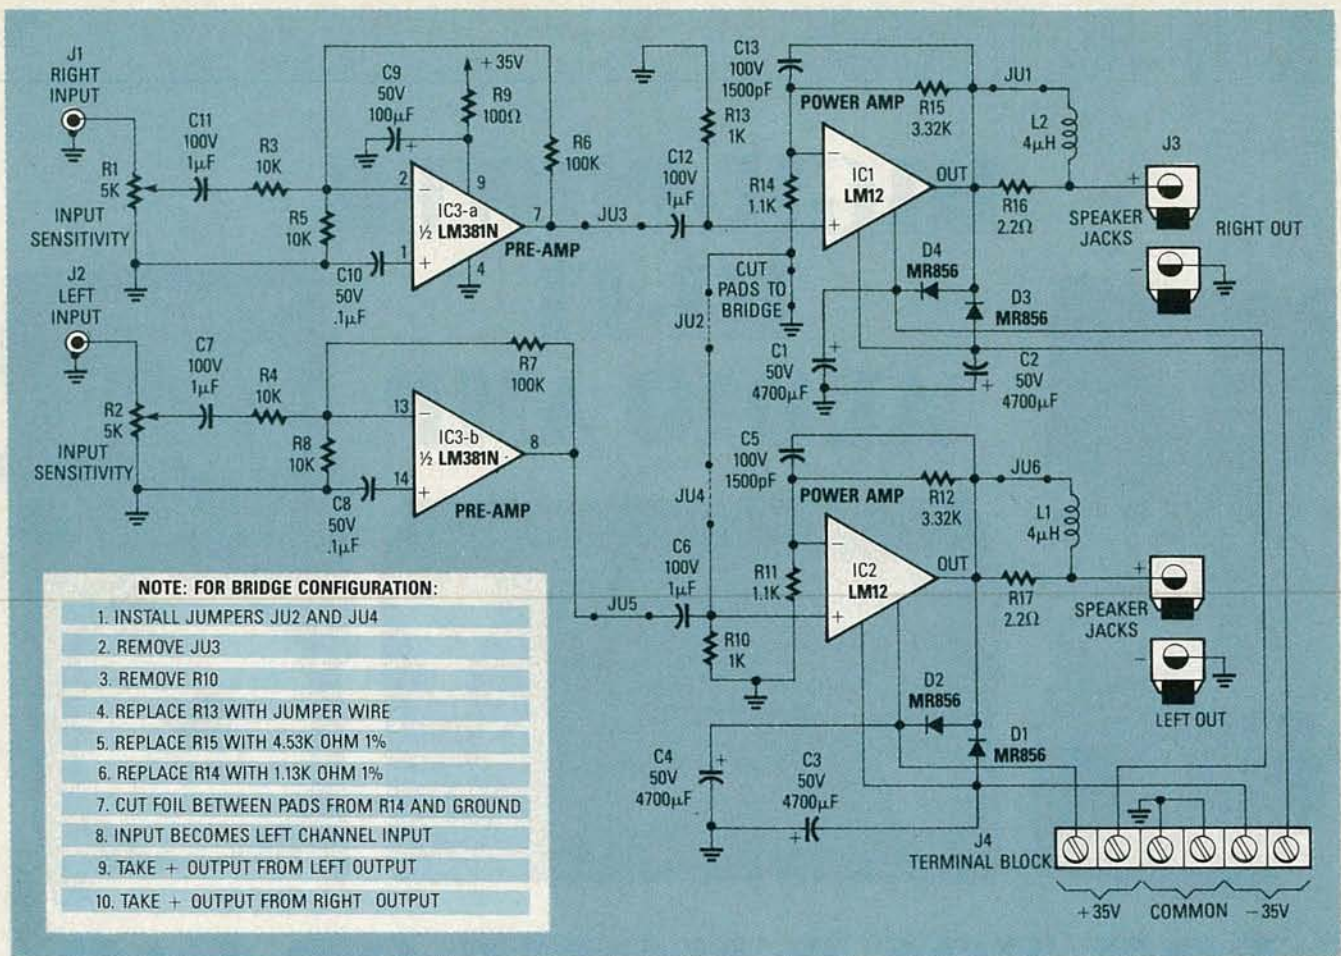 J1
RIGHT
INPUT
C11
100V
1µF
R3
10K
R1
5K
INPUT
SENSITIVITY
R5
10K
C9
50V
100µF
+35V
R9
100Ω
R6
100K
2
−
9
IC3-a
½ LM381N
7
1
+
4
PRE-AMP
C10
50V
.1µF
JU3
J2
LEFT
INPUT
C7
100V
1µF
R4
10K
R2
5K
INPUT
SENSITIVITY
R8
10K
R7
100K
13
−
IC3-b
½ LM381N
8
14
+
PRE-AMP
C8
50V
.1µF
C13
100V
1500pF
R13
1K
C12
100V
1µF
POWER AMP
R15
3.32K
JU1
L2
4µH
J3
R14
1.1K
−
IC1
LM12
OUT
+
R16
2.2Ω
+
SPEAKER
JACKS
RIGHT OUT
−
CUT
PADS TO
BRIDGE
D4
MR856
D3
MR856
JU2
C1
50V
4700µF
+
C2
50V
4700µF
+
C5
100V
1500pF
POWER AMP
R12
3.32K
JU6
L1
4µH
JU4
C6
100V
1µF
R11
1.1K
−
IC2
LM12
OUT
+
R17
2.2Ω
+
SPEAKER
JACKS
−
LEFT OUT
JU5
R10
1K
D2
MR856
D1
MR856
C4
50V
4700µF
+
C3
50V
4700µF
+
J4
TERMINAL BLOCK
+35V COMMON −35V
NOTE: FOR BRIDGE CONFIGURATION:
1. INSTALL JUMPERS JU2 AND JU4
2. REMOVE JU3
3. REMOVE R10
4. REPLACE R13 WITH JUMPER WIRE
5. REPLACE R15 WITH 4.53K OHM 1%
6. REPLACE R14 WITH 1.13K OHM 1%
7. CUT FOIL BETWEEN PADS FROM R14 AND GROUND
8. INPUT BECOMES LEFT CHANNEL INPUT
9. TAKE + OUTPUT FROM LEFT OUTPUT
10. TAKE + OUTPUT FROM RIGHT OUTPUT